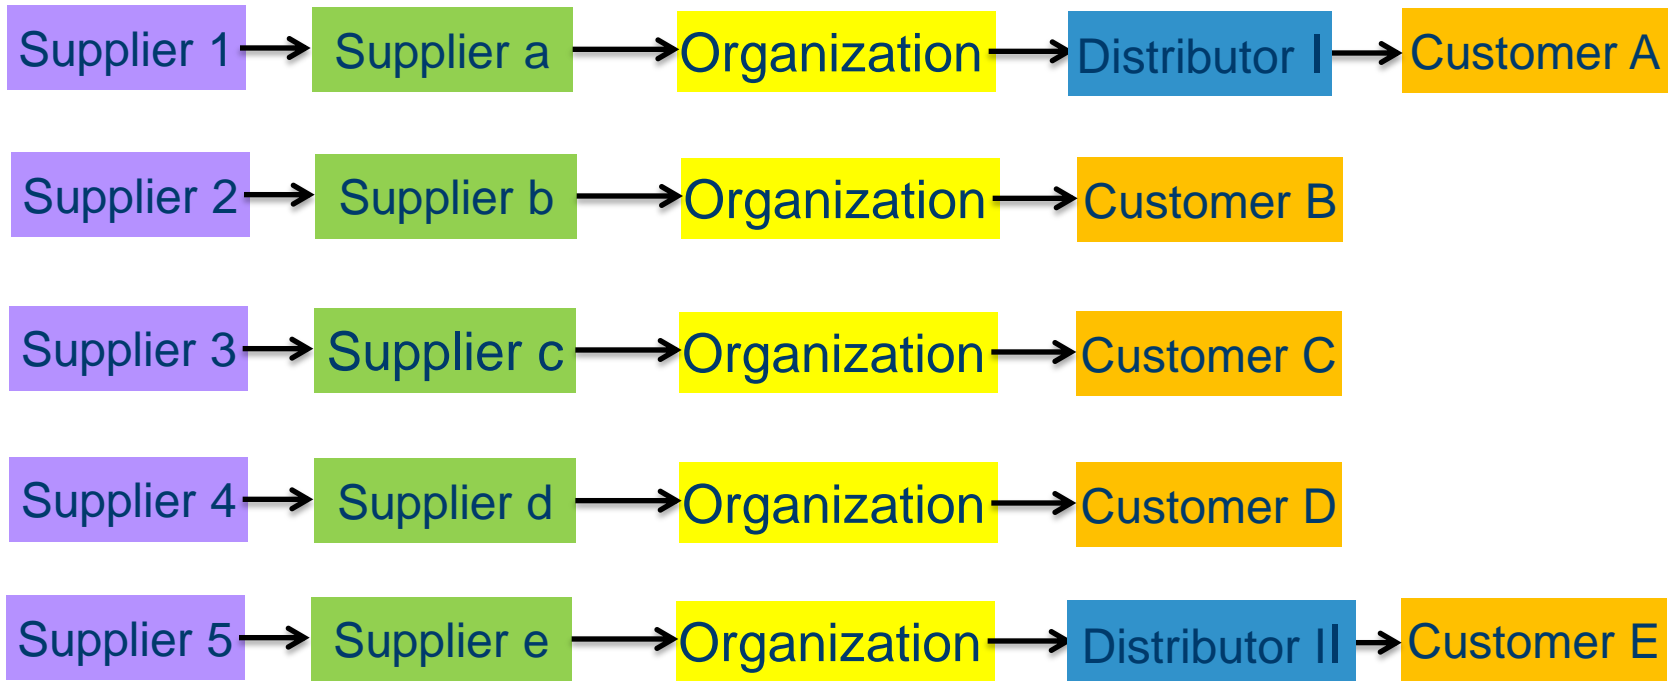 Supplier 1 Supplier a Organization Distributor I Customer A
Supplier 2 Supplier b Organization Customer B
Supplier 3 Supplier c Organization Customer C
Supplier 4 Supplier d Organization Customer D
Supplier 5 Supplier e Organization Distributor II Customer E